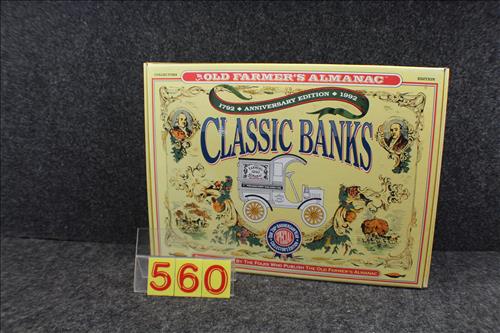 COLLECTORS
THE OLD FARMER'S ALMANAC
EDITION
1792 ANNIVERSARY EDITION 1992
CLASSIC BANKS
SPECIAL
BY THE FOLKS WHO PUBLISH THE OLD FARMER'S ALMANAC
560